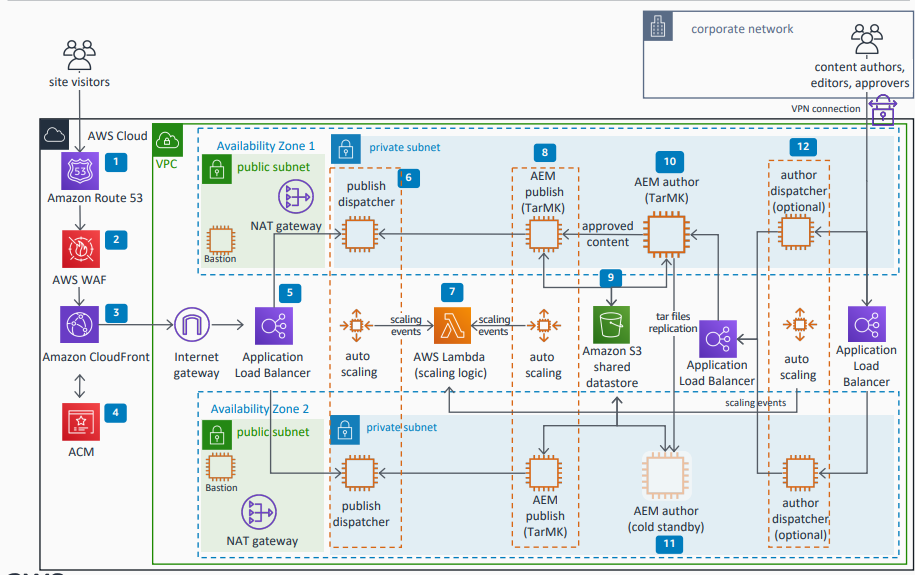 corporate network
site visitors
content authors,
editors, approvers
VPN connection
AWS Cloud
VPC
Availability Zone 1
private subnet
public subnet
53
1
Amazon Route 53
NAT gateway
Bastion
6
publish
dispatcher
8
AEM
publish
(TarMK)
approved
content
10
AEM author
(TarMK)
12
author
dispatcher
(optional)
2
AWS WAF
3
Amazon CloudFront
Internet
gateway
5
Application
Load Balancer
auto
scaling
scaling
events
7
AWS Lambda
(scaling logic)
scaling
events
auto
scaling
9
Amazon S3
shared
datastore
tar files
replication
Application
Load Balancer
auto
scaling
Application
Load
Balancer
scaling events
4
ACM
Availability Zone 2
public subnet
private subnet
Bastion
NAT gateway
publish
dispatcher
AEM
publish
(TarMK)
AEM author
(cold standby)
11
author
dispatcher
(optional)